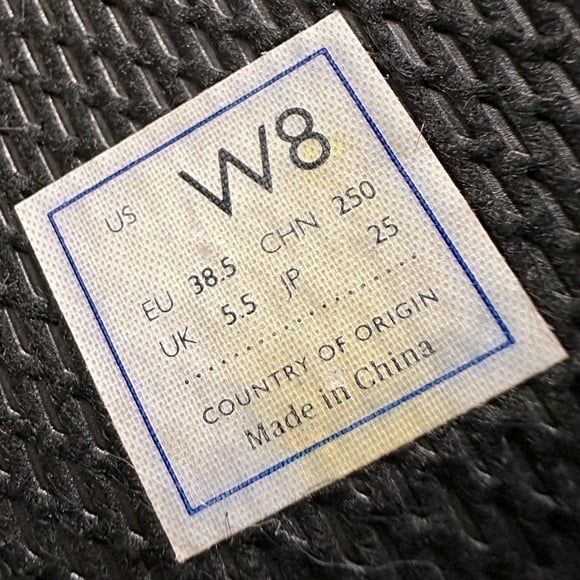 US W8
EU 38.5 CHN 250
UK 5.5 JP 25
COUNTRY OF ORIGIN
Made in China